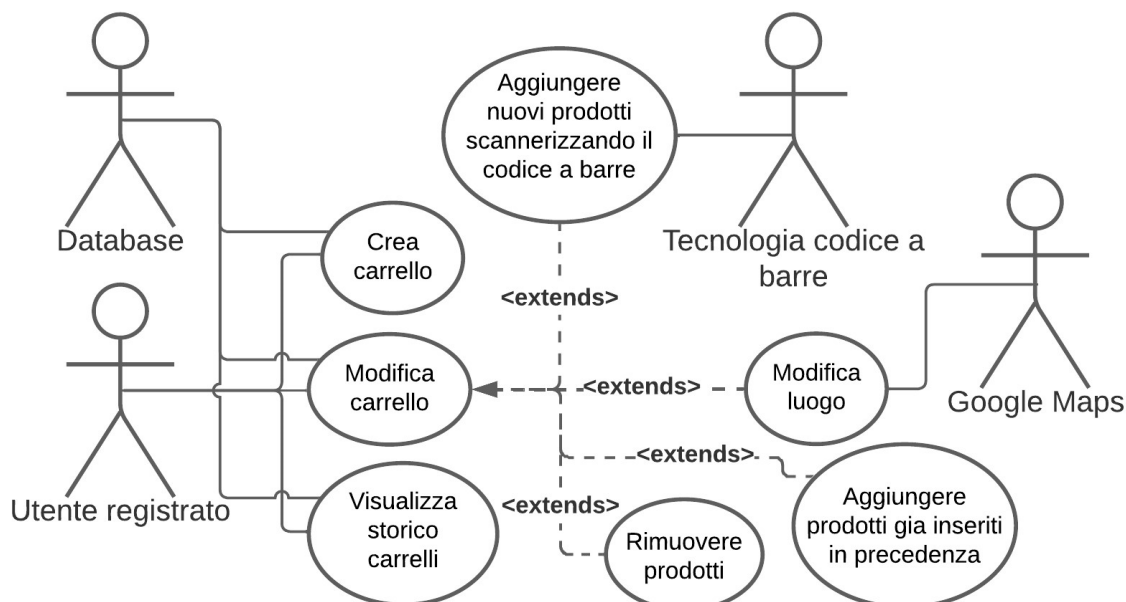 Aggiungere
nuovi prodotti
scannerizzando il
codice a barre
Database
Tecnologia codice a
barre
Crea
carrello
<extends>
Google Maps
Modifica
carrello
<extends>
Modifica
luogo
<extends>
Utente registrato
Visualizza
storico
carrelli
<extends>
Rimuovere
prodotti
Aggiungere
prodotti gia inseriti
in precedenza